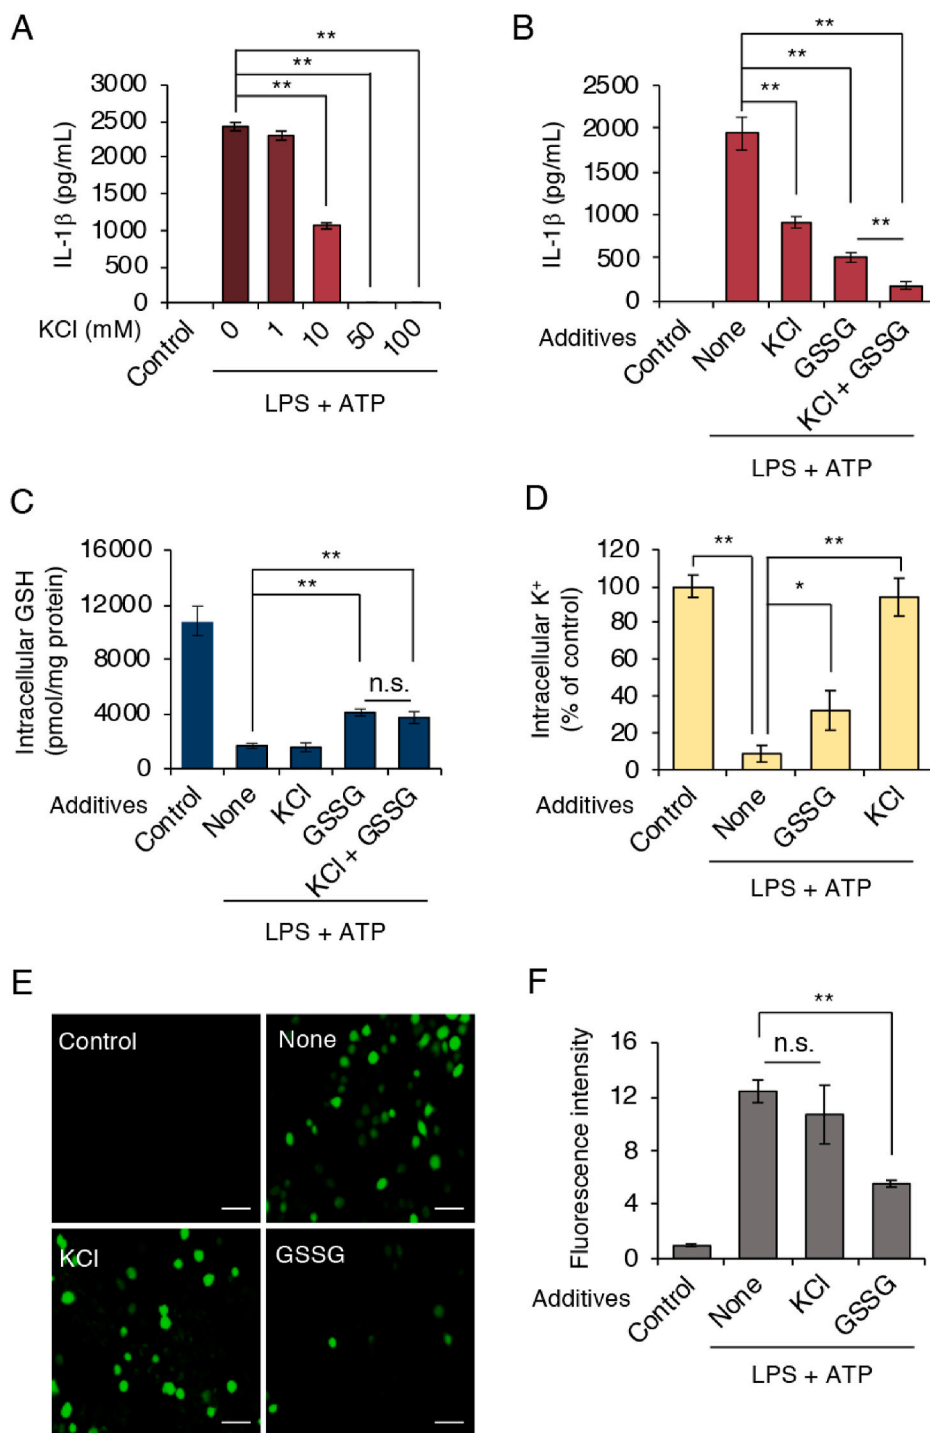 A
**
**
**
3000
2500
2000
1500
1000
500
0
IL-1β (pg/mL)
KCl (mM)
Control
0
1
10
50
100
LPS + ATP
B
**
**
**
**
2500
2000
1500
1000
500
0
IL-1β (pg/mL)
Additives
Control
None
KCl
GSSG
KCl + GSSG
LPS + ATP
C
16000
12000
8000
4000
0
Intracellular GSH
(pmol/mg protein)
**
**
n.s.
Additives
Control
None
KCl
GSSG
KCl + GSSG
LPS + ATP
D
120
100
80
60
40
20
0
Intracellular K⁺
(% of control)
**
**
*
Additives
Control
None
GSSG
KCl
LPS + ATP
E
Control
None
KCl
GSSG
F
**
n.s.
16
12
8
4
0
Fluorescence intensity
Additives
Control
None
KCl
GSSG
LPS + ATP